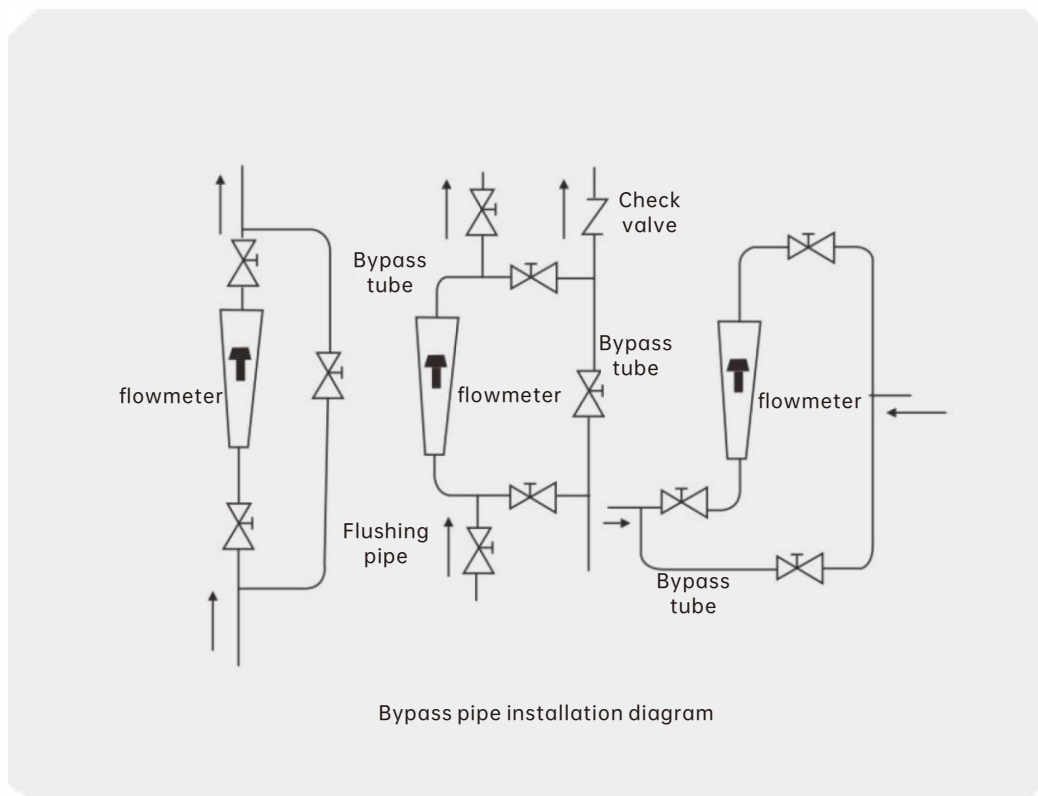 Check
valve
Bypass
tube
Bypass
tube
flowmeter
flowmeter
flowmeter
Flushing
pipe
Bypass
tube
Bypass pipe installation diagram